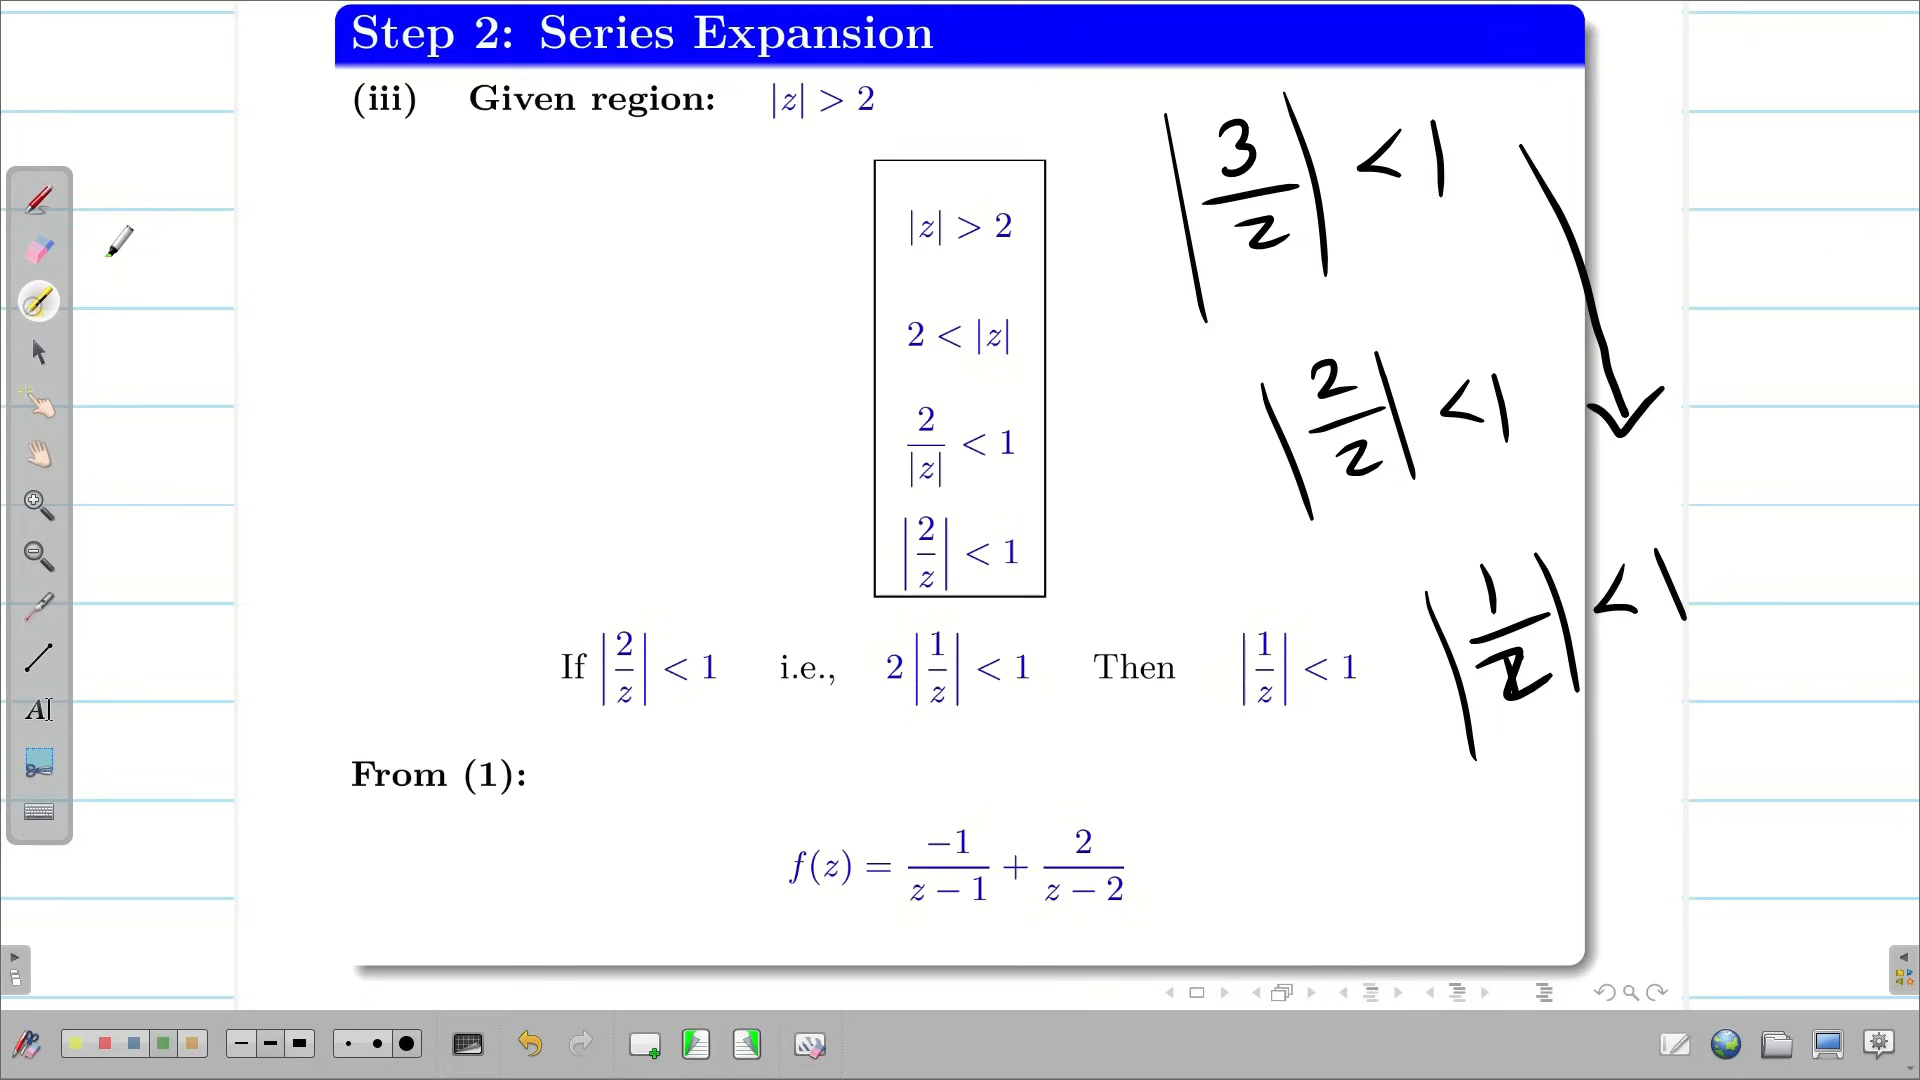 Step 2: Series Expansion
(iii) Given region: |z| > 2
|z| > 2
2 < |z|
2/|z| < 1
|2/z| < 1
If |2/z| < 1 i.e., 2|1/z| < 1 Then |1/z| < 1
From (1):
f(z) = −1/(z − 1) + 2/(z − 2)
|3/z| < 1
|2/z| < 1
|1/z| < 1
A